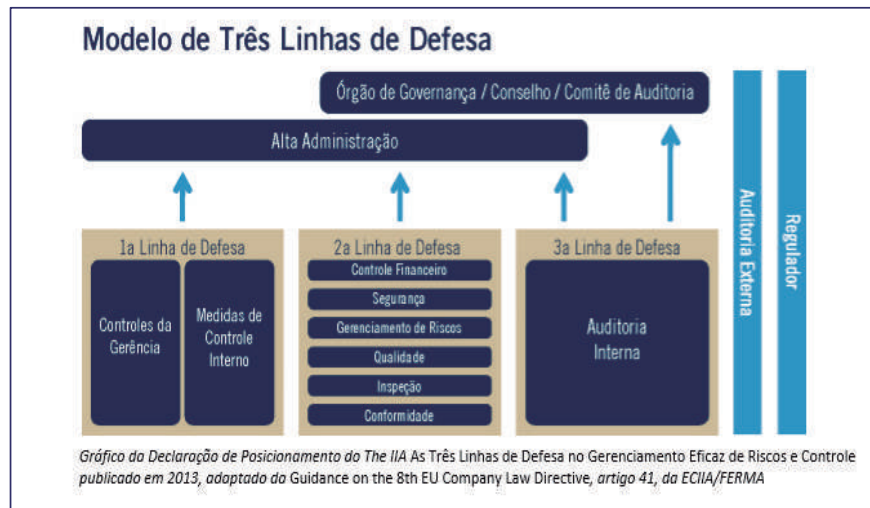 Modelo de Três Linhas de Defesa
Órgão de Governança / Conselho / Comitê de Auditoria
Alta Administração
1a Linha de Defesa
Controles da
Gerência
Medidas de
Controle
Interno
2a Linha de Defesa
Controle Financeiro
Segurança
Gerenciamento de Riscos
Qualidade
Inspeção
Conformidade
3a Linha de Defesa
Auditoria
Interna
Auditoria Externa
Regulador
Gráfico da Declaração de Posicionamento do The IIA As Três Linhas de Defesa no Gerenciamento Eficaz de Riscos e Controle
publicado em 2013, adaptado da Guidance on the 8th EU Company Law Directive, artigo 41, da ECIIA/FERMA